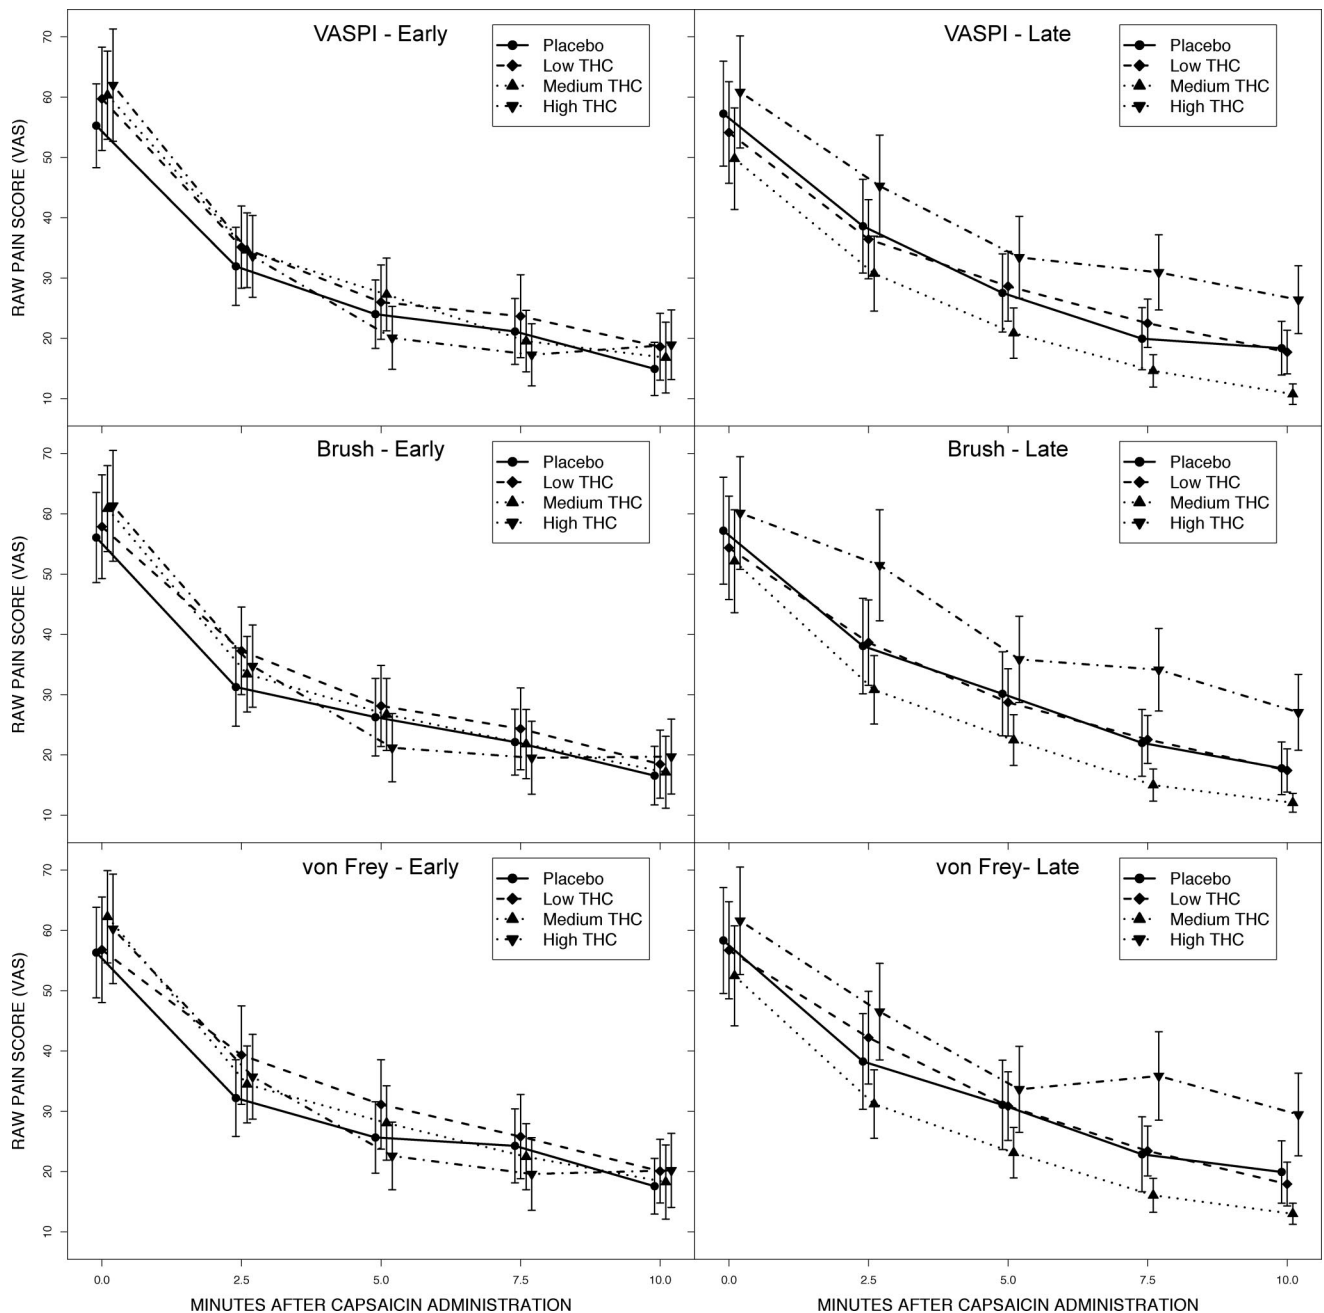 VASPI - Early
Placebo
Low THC
Medium THC
High THC
RAW PAIN SCORE (VAS)
70
60
50
40
30
20
10
VASPI - Late
Placebo
Low THC
Medium THC
High THC
Brush - Early
Placebo
Low THC
Medium THC
High THC
RAW PAIN SCORE (VAS)
70
60
50
40
30
20
10
Brush - Late
Placebo
Low THC
Medium THC
High THC
von Frey - Early
Placebo
Low THC
Medium THC
High THC
RAW PAIN SCORE (VAS)
70
60
50
40
30
20
10
von Frey- Late
Placebo
Low THC
Medium THC
High THC
0.0 2.5 5.0 7.5 10.0
0.0 2.5 5.0 7.5 10.0
MINUTES AFTER CAPSAICIN ADMINISTRATION
MINUTES AFTER CAPSAICIN ADMINISTRATION